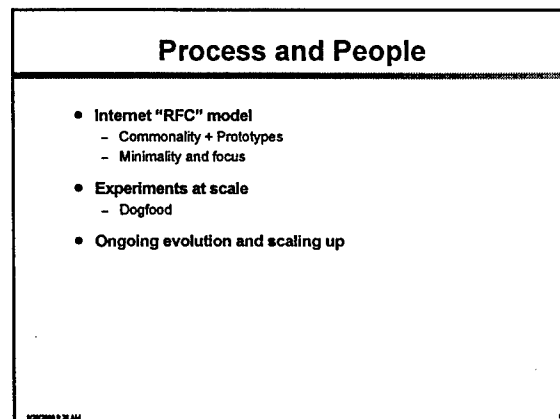 Process and People
• Internet "RFC" model
– Commonality + Prototypes
– Minimality and focus
• Experiments at scale
– Dogfood
• Ongoing evolution and scaling up